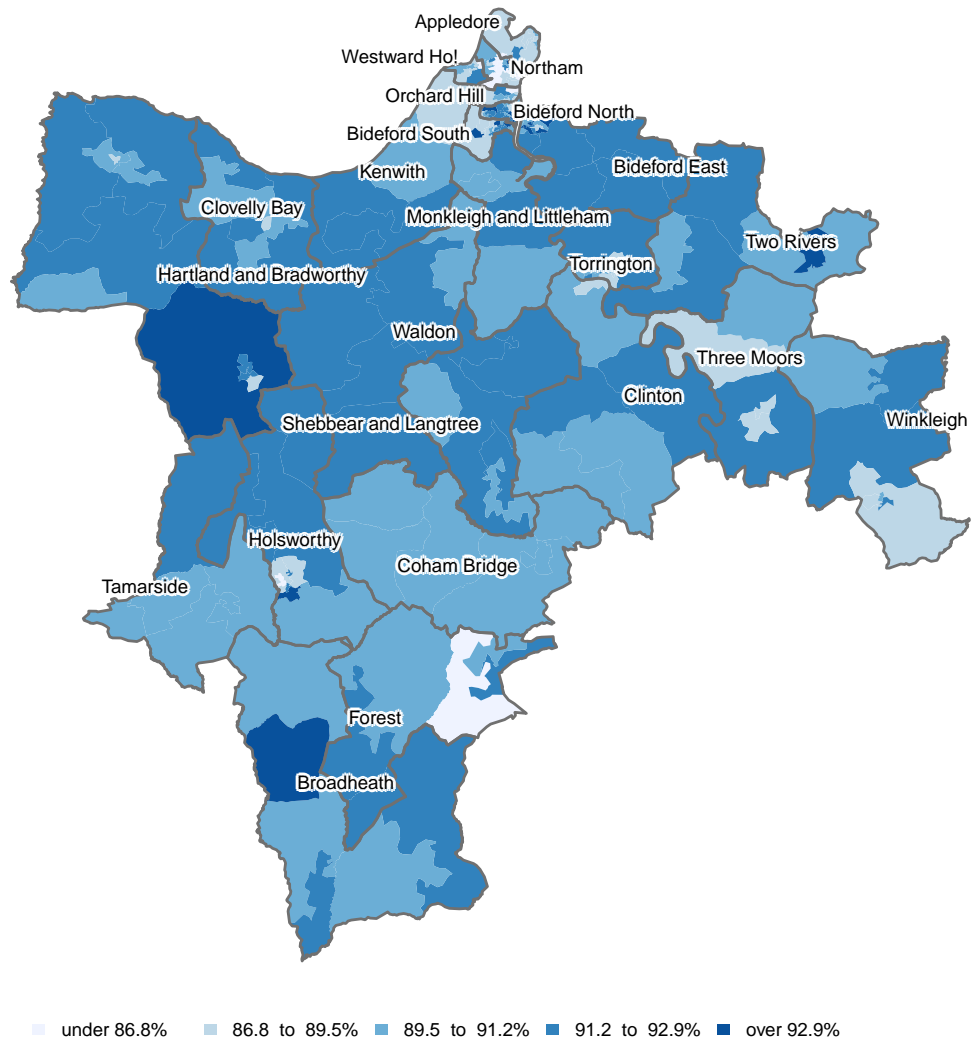 Appledore
Westward Ho!
Northam
Orchard Hill
Bideford North
Bideford South
Bideford East
Kenwith
Clovelly Bay
Monkleigh and Littleham
Two Rivers
Hartland and Bradworthy
Torrington
Waldon
Three Moors
Clinton
Shebbear and Langtree
Winkleigh
Holsworthy
Coham Bridge
Tamarside
Forest
Broadheath
under 86.8% 86.8 to 89.5% 89.5 to 91.2% 91.2 to 92.9% over 92.9%